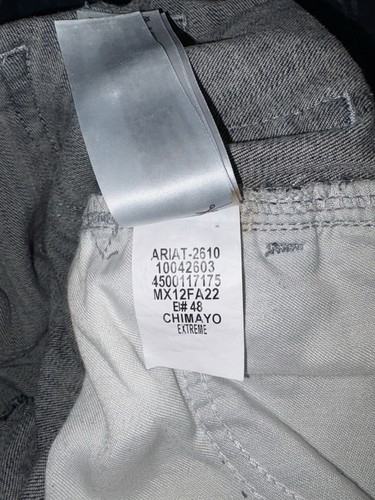 ARIAT-2610
10042603
4500117175
MX12FA22
B# 48
CHIMAYO
EXTREME